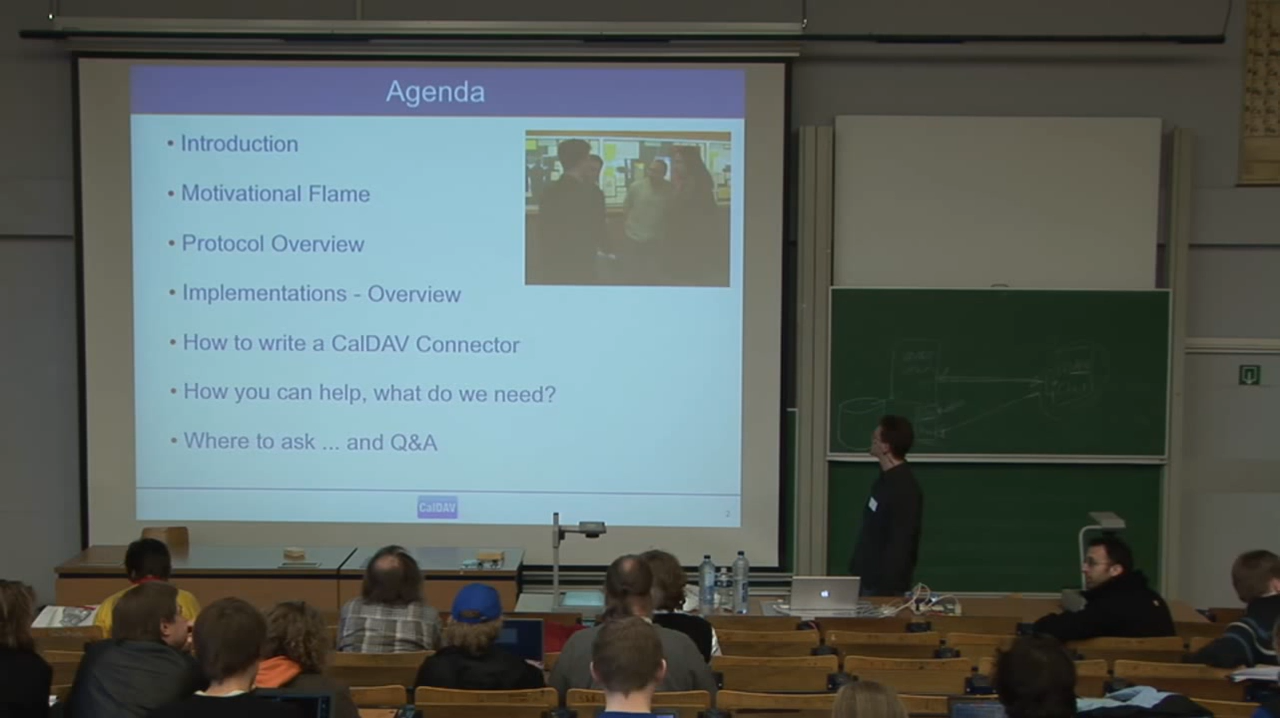 Agenda
• Introduction
• Motivational Flame
• Protocol Overview
• Implementations - Overview
• How to write a CalDAV Connector
• How you can help, what do we need?
• Where to ask ... and Q&A
CalDAV
2